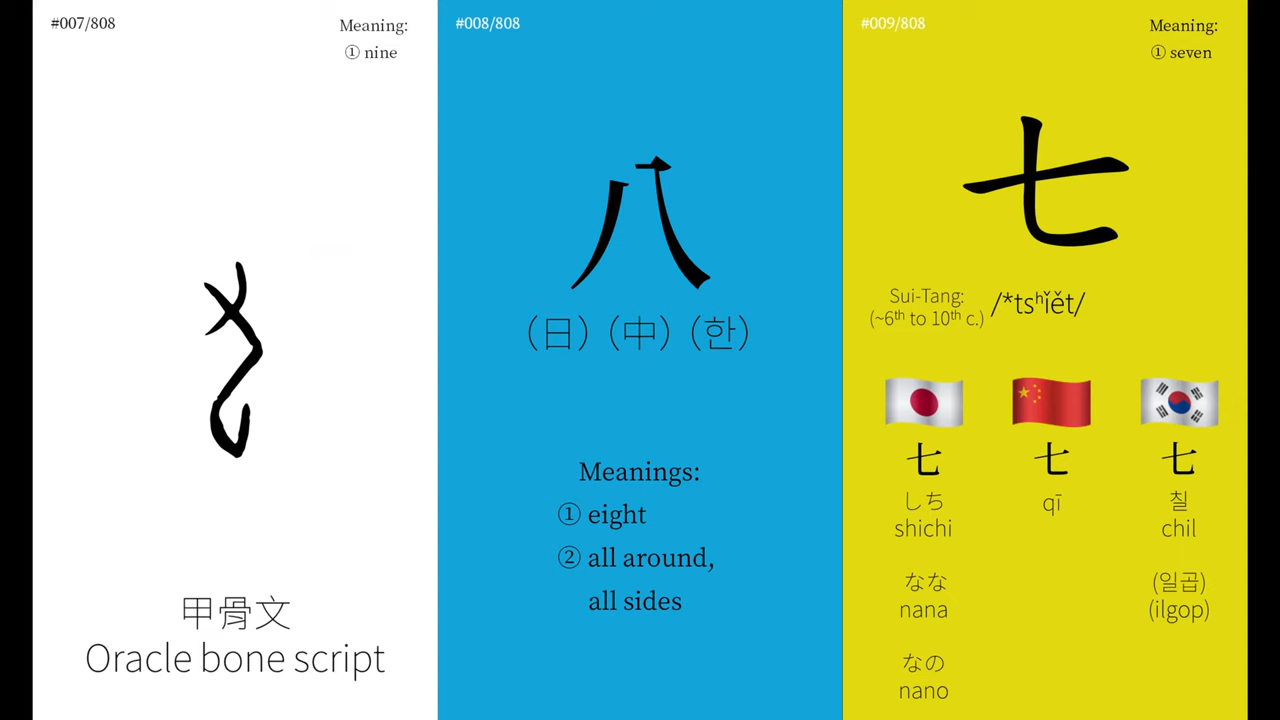 #007/808
Meaning:
① nine
甲骨文
Oracle bone script
#008/808
八
(日) (中) (한)
Meanings:
① eight
② all around,
all sides
#009/808
Meaning:
① seven
七
Sui-Tang:
(~6th to 10th c.)
/*tsʰĭět/
七 七 七
しち qī 칠
shichi chil
なな (일곱)
nana (ilgop)
なの
nano